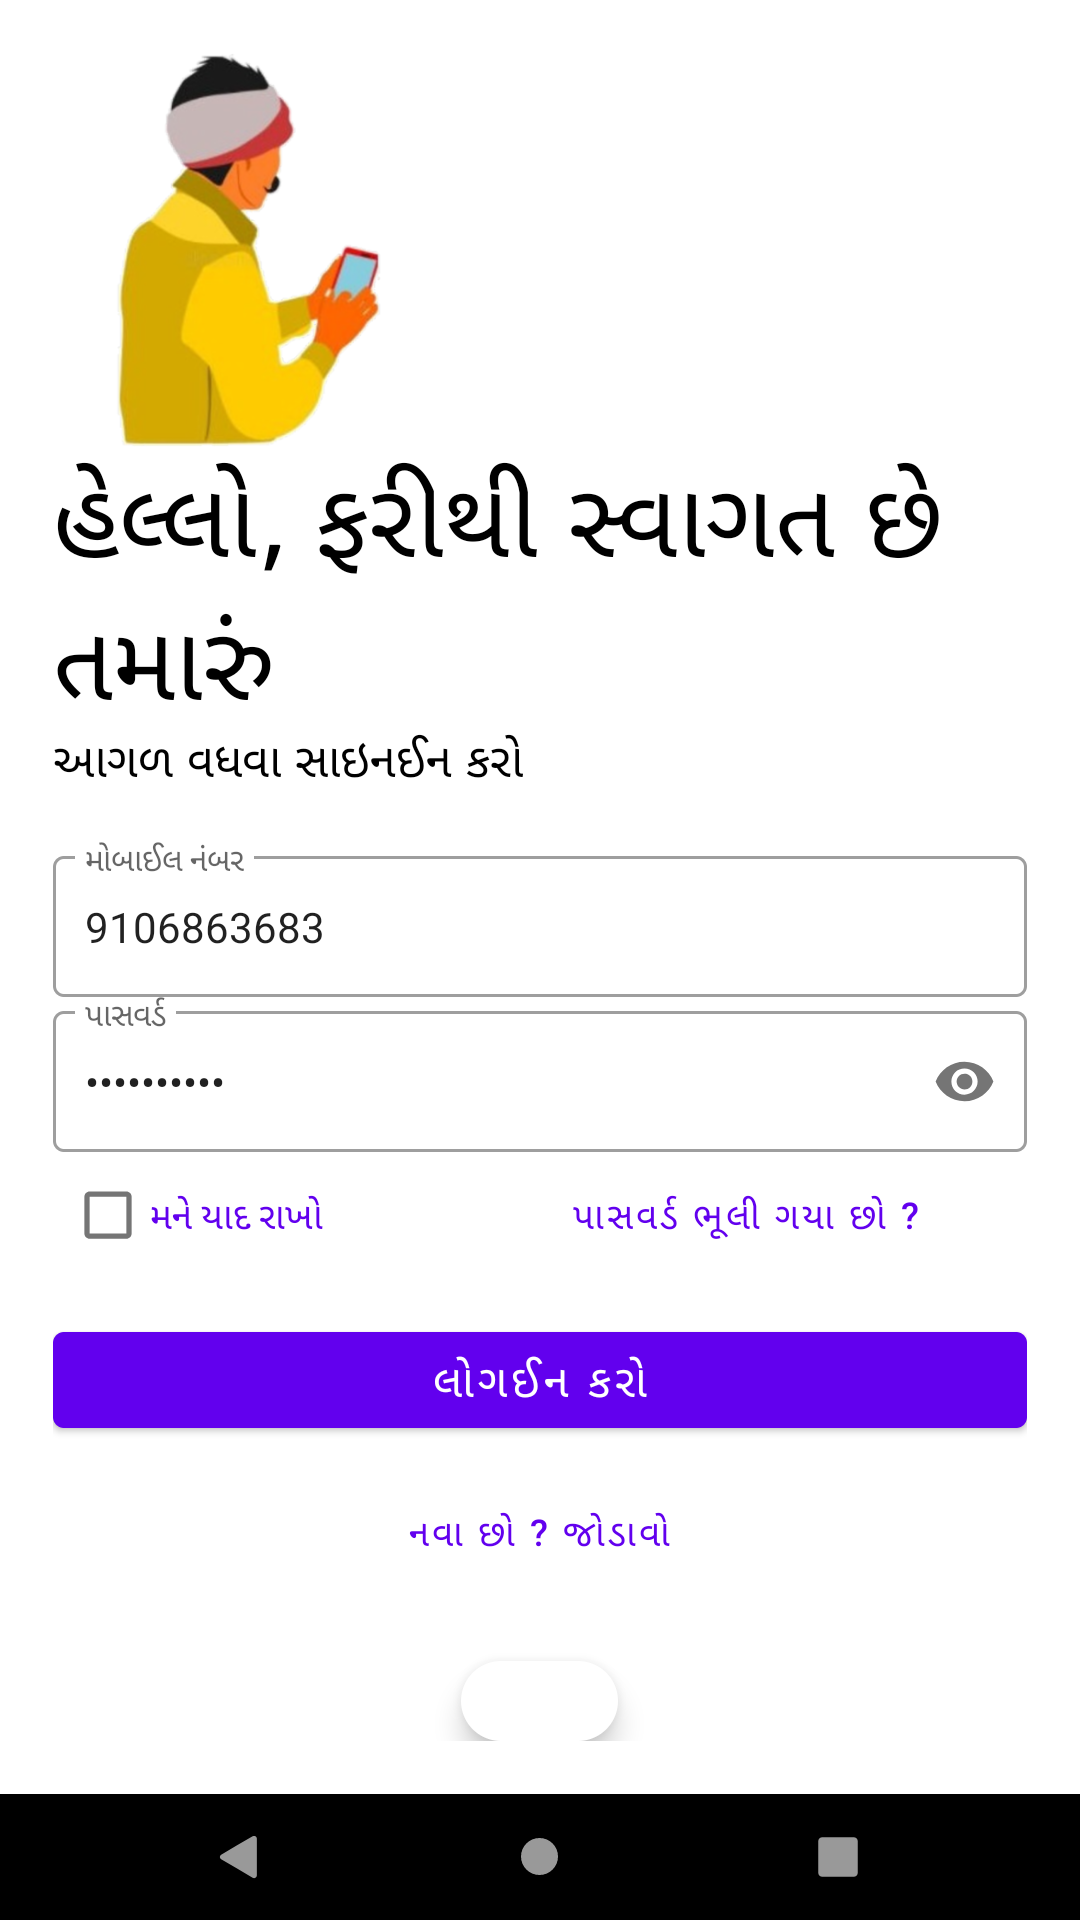 હેલ્લો, ફરીથી સ્વાગત છે
તમારું
આગળ વધવા સાઇનઈન કરો
મોબાઈલ નંબર
9106863683
પાસવર્ડ
••••••••••
મને યાદ રાખો
પાસવર્ડ ભૂલી ગયા છો ?
લોગઈન કરો
નવા છો ? જોડાવો